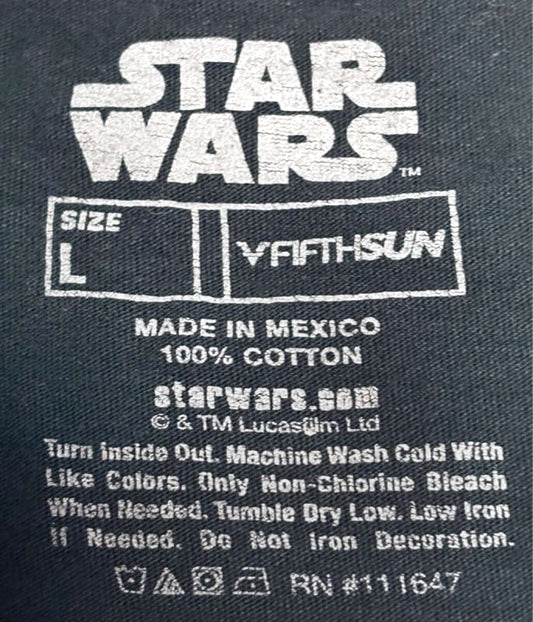 STAR
WARS™
SIZE
L
FIFTHSUN
MADE IN MEXICO
100% COTTON
starwars.com
© & TM Lucasfilm Ltd
Turn Inside Out. Machine Wash Cold With
Like Colors. Only Non-Chlorine Bleach
When Needed. Tumble Dry Low. Low Iron
If Needed. Do Not Iron Decoration.
RN #111647